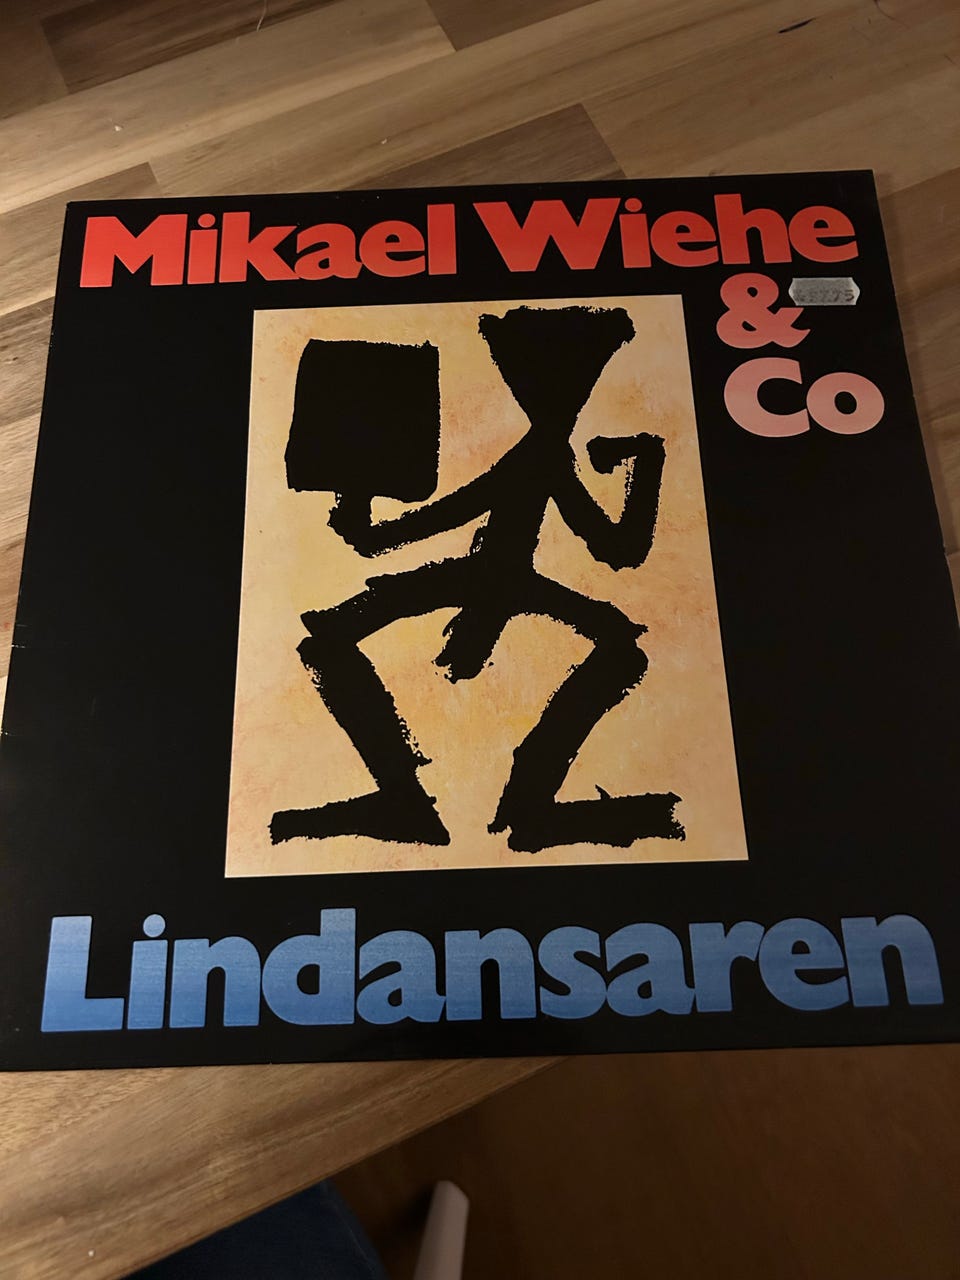 Mikael Wiehe
&
Co
Lindansaren